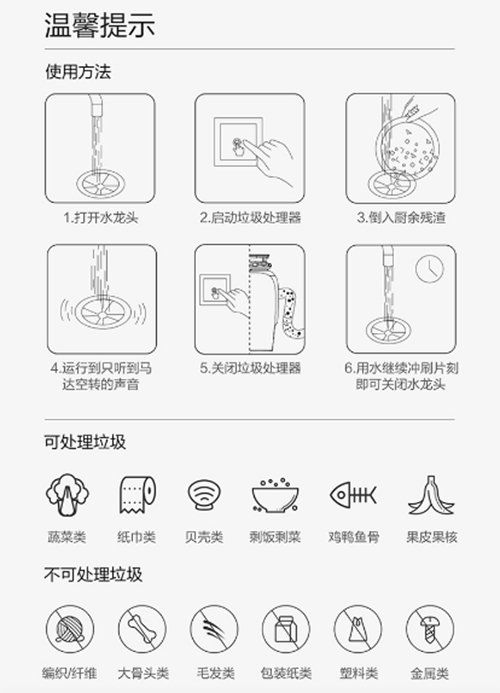 温馨提示
使用方法
1.打开水龙头
2.启动垃圾处理器
3.倒入厨余残渣
4.运行到只听到马
达空转的声音
5.关闭垃圾处理器
6.用水继续冲刷片刻
即可关闭水龙头
可处理垃圾
蔬菜类
纸巾类
贝壳类
剩饭剩菜
鸡鸭鱼骨
果皮果核
不可处理垃圾
编织/纤维
大骨头类
毛发类
包装纸类
塑料类
金属类